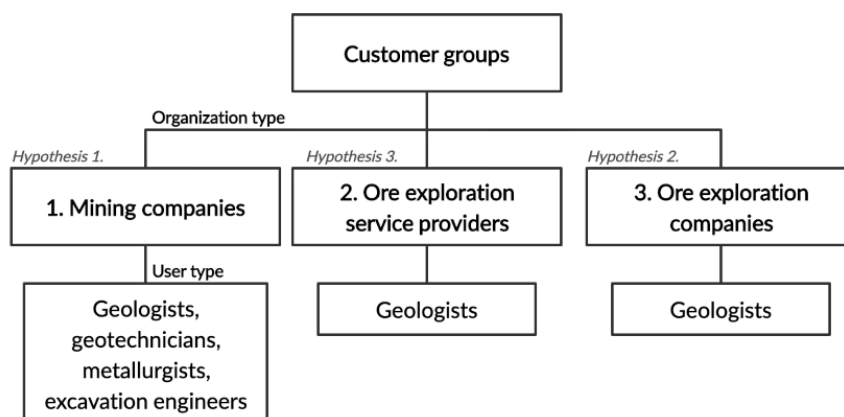 Customer groups
Organization type
Hypothesis 1.
Hypothesis 3.
Hypothesis 2.
1. Mining companies
2. Ore exploration
service providers
3. Ore exploration
companies
User type
Geologists,
geotechnicians,
metallurgists,
excavation engineers
Geologists
Geologists